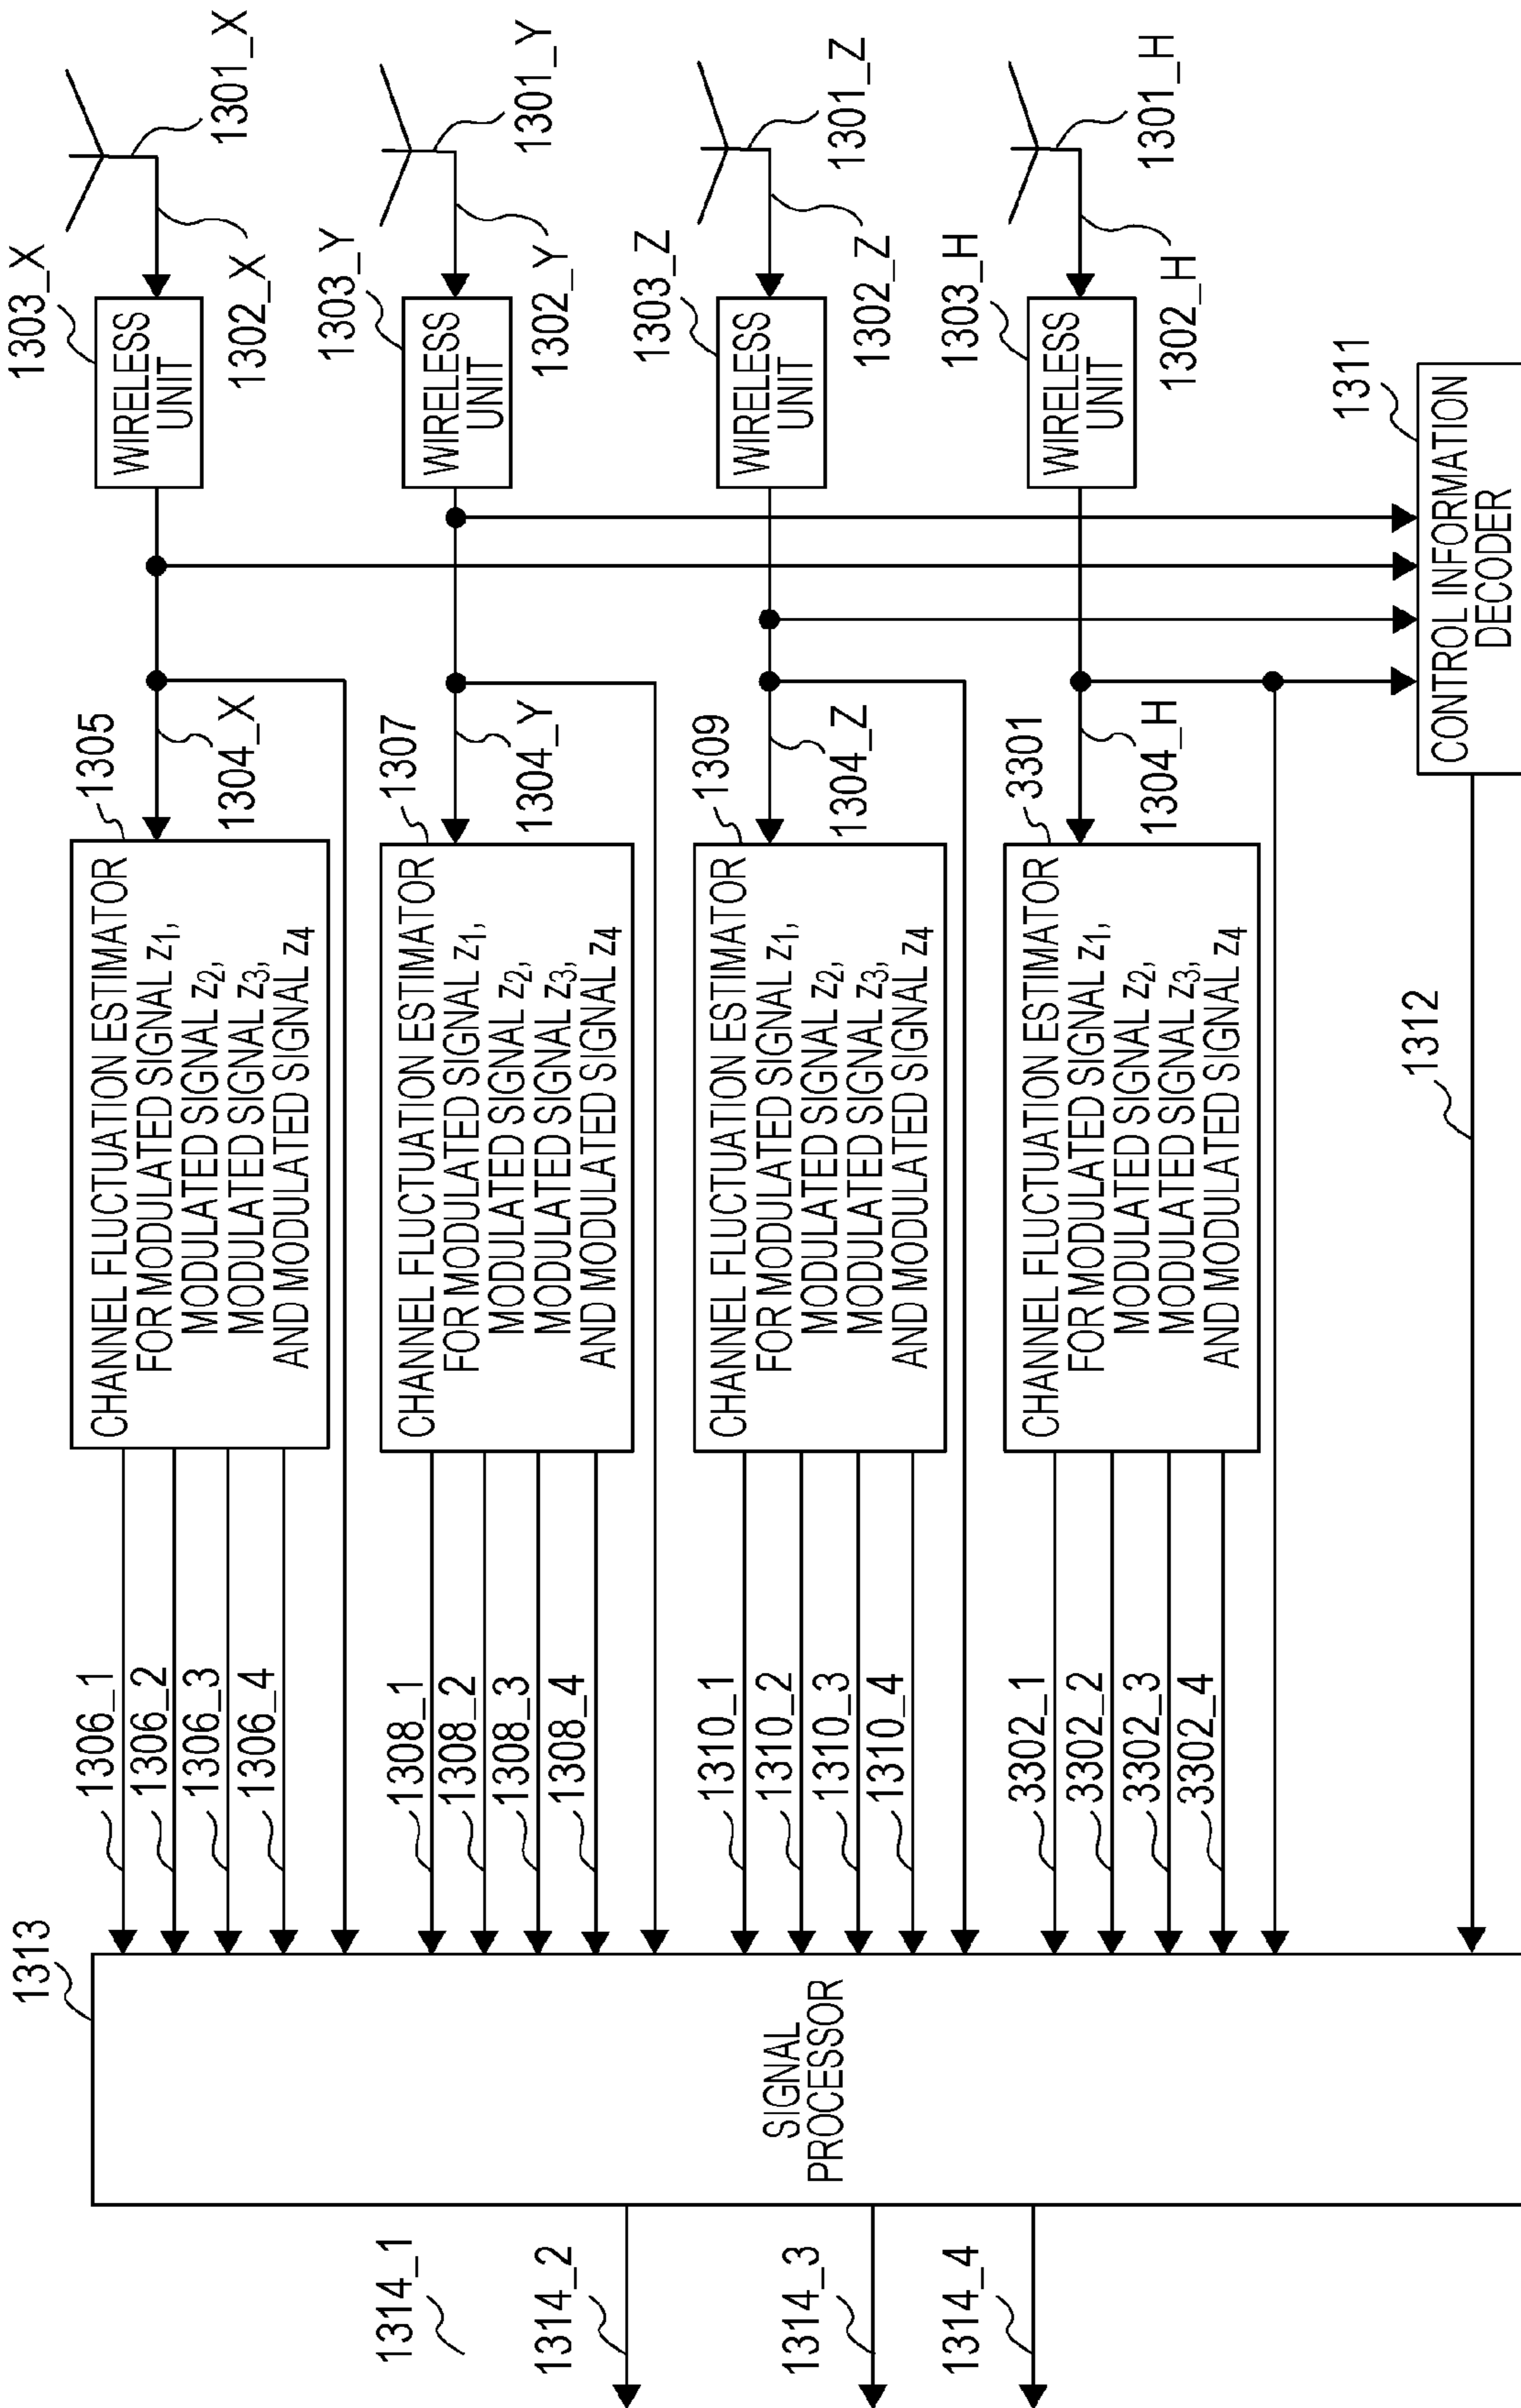 1301_X
1302_X
1303_X
WIRELESS
UNIT
1304_X
1305
CHANNEL FLUCTUATION ESTIMATOR
FOR MODULATED SIGNAL z1,
MODULATED SIGNAL z2,
MODULATED SIGNAL z3,
AND MODULATED SIGNAL z4
1306_1
1306_2
1306_3
1306_4
1301_Y
1302_Y
1303_Y
WIRELESS
UNIT
1304_Y
1307
CHANNEL FLUCTUATION ESTIMATOR
FOR MODULATED SIGNAL z1,
MODULATED SIGNAL z2,
MODULATED SIGNAL z3,
AND MODULATED SIGNAL z4
1308_1
1308_2
1308_3
1308_4
1301_Z
1302_Z
1303_Z
WIRELESS
UNIT
1304_Z
1309
CHANNEL FLUCTUATION ESTIMATOR
FOR MODULATED SIGNAL z1,
MODULATED SIGNAL z2,
MODULATED SIGNAL z3,
AND MODULATED SIGNAL z4
1310_1
1310_2
1310_3
1310_4
1301_H
1302_H
1303_H
WIRELESS
UNIT
1304_H
3301
CHANNEL FLUCTUATION ESTIMATOR
FOR MODULATED SIGNAL z1,
MODULATED SIGNAL z2,
MODULATED SIGNAL z3,
AND MODULATED SIGNAL z4
3302_1
3302_2
3302_3
3302_4
1311
CONTROL INFORMATION
DECODER
1312
1313
SIGNAL
PROCESSOR
1314_1
1314_2
1314_3
1314_4